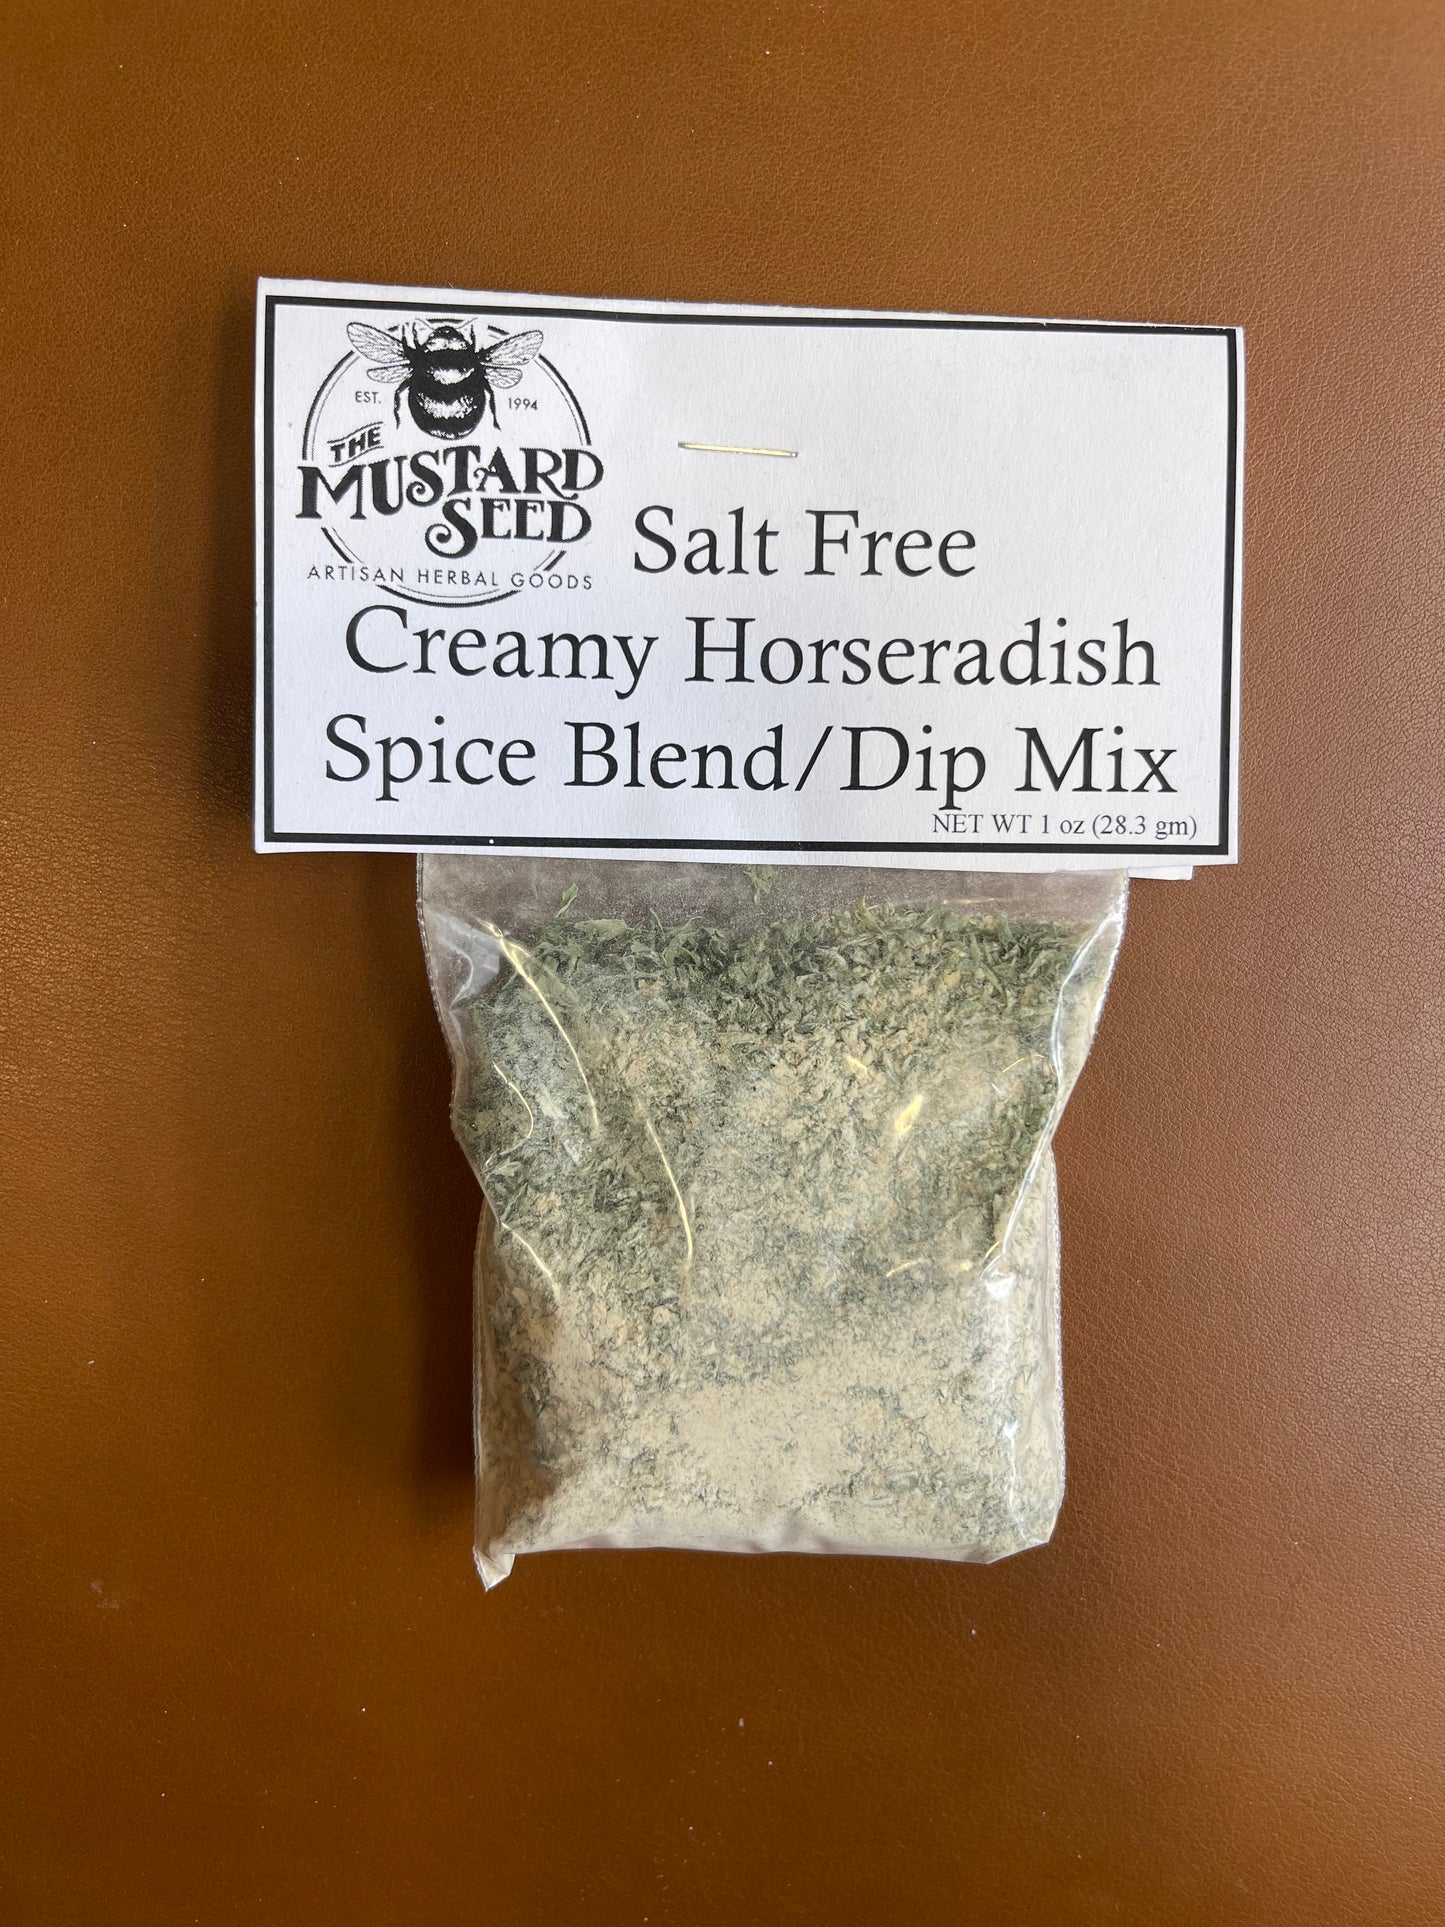 EST. 1994
THE
MUSTARD
SEED
ARTISAN HERBAL GOODS
Salt Free
Creamy Horseradish
Spice Blend/Dip Mix
NET WT 1 oz (28.3 gm)